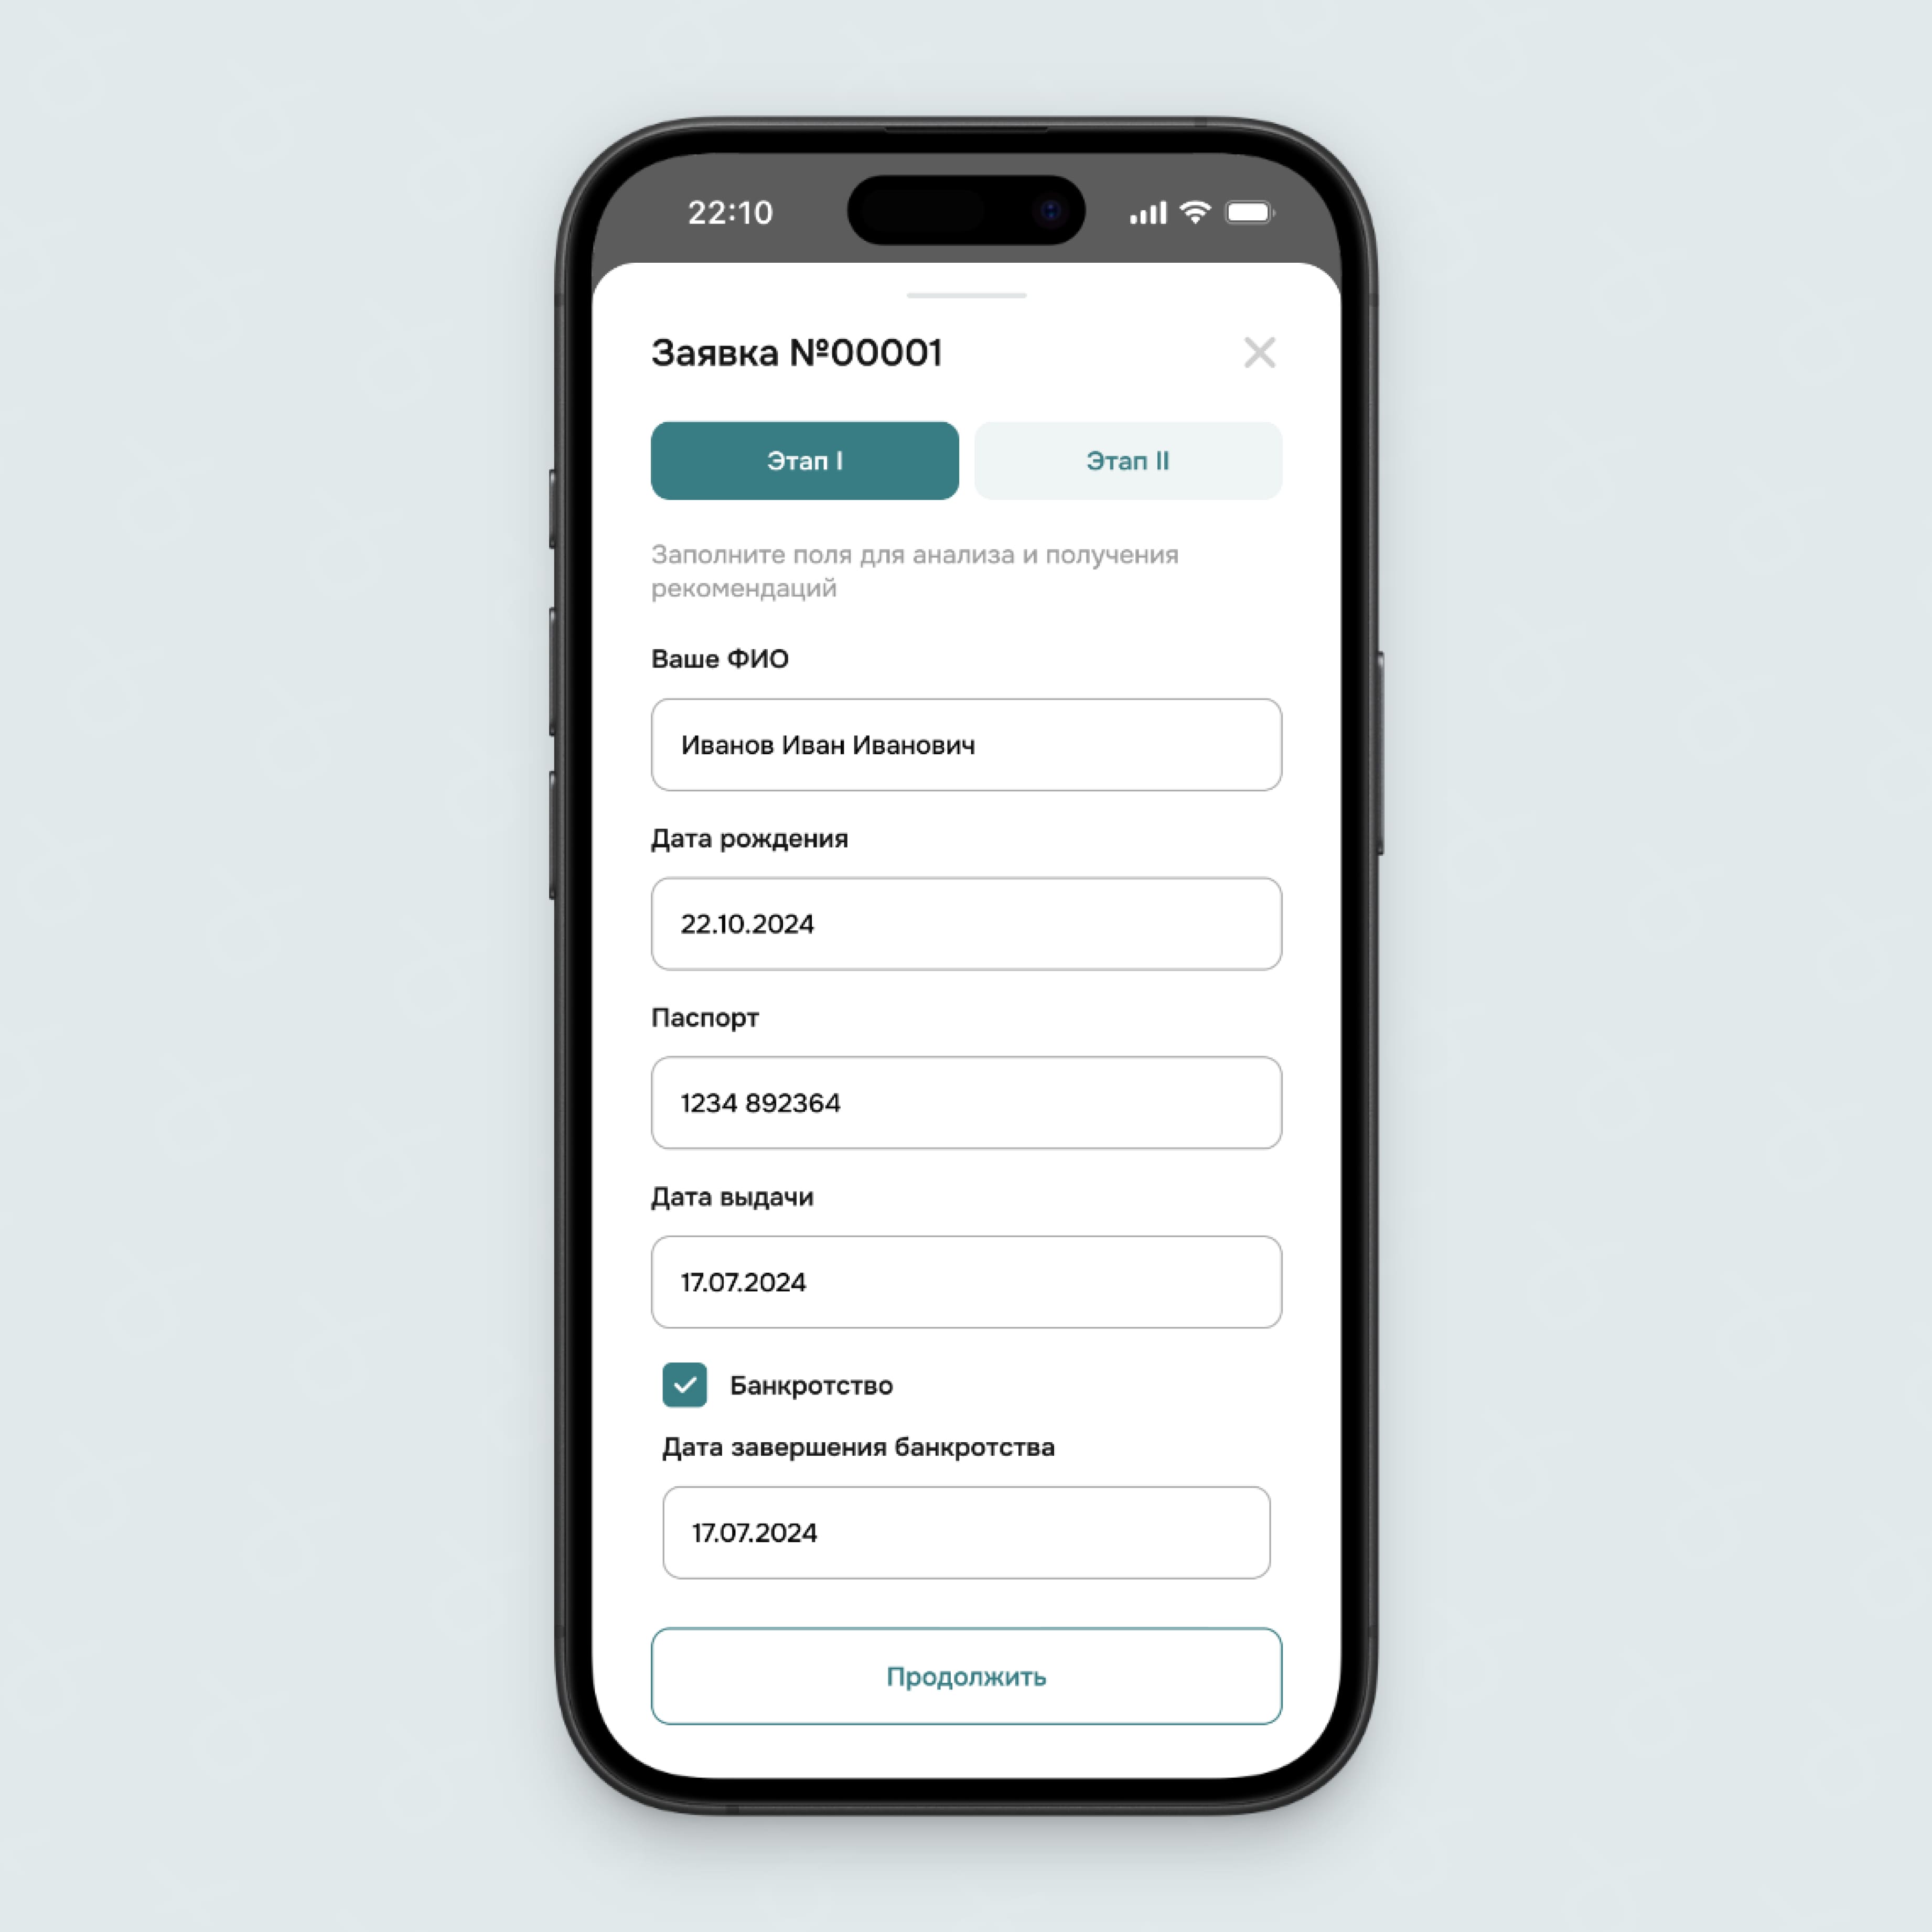 22:10
Заявка №00001
Этап I
Этап II
Заполните поля для анализа и получения
рекомендаций
Ваше ФИО
Иванов Иван Иванович
Дата рождения
22.10.2024
Паспорт
1234 892364
Дата выдачи
17.07.2024
Банкротство
Дата завершения банкротства
17.07.2024
Продолжить